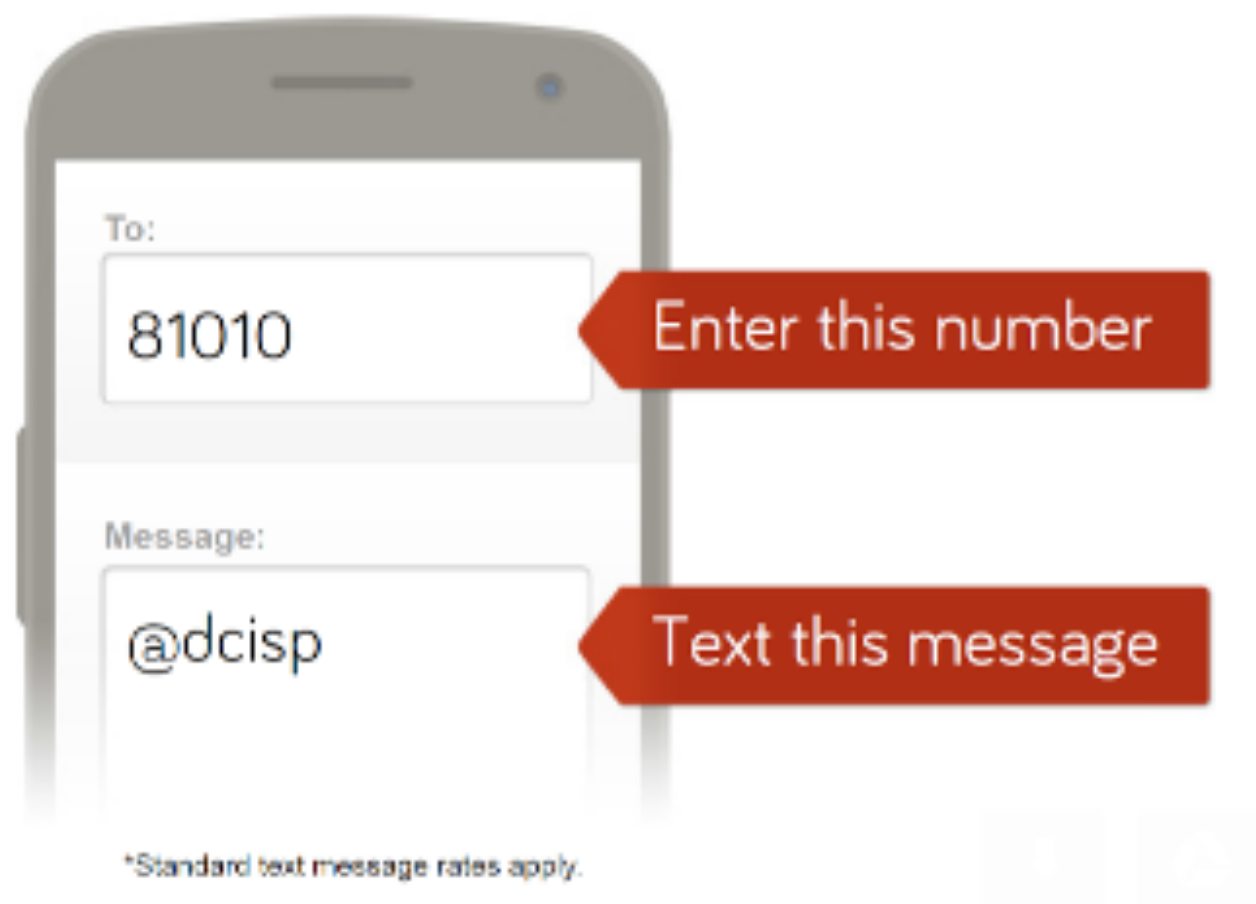 To:
81010
Enter this number
Message:
@dcisp
Text this message
*Standard text message rates apply.